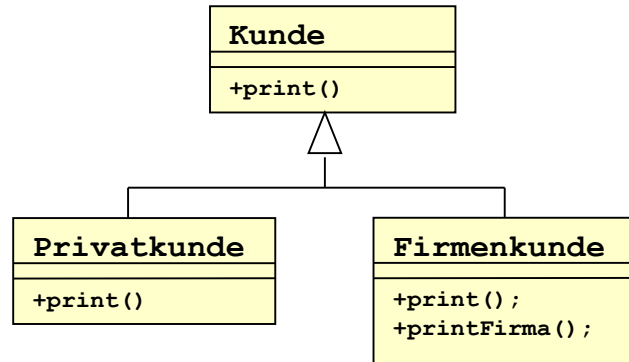 Kunde
+print()
Privatkunde
+print()
Firmenkunde
+print();
+printFirma();